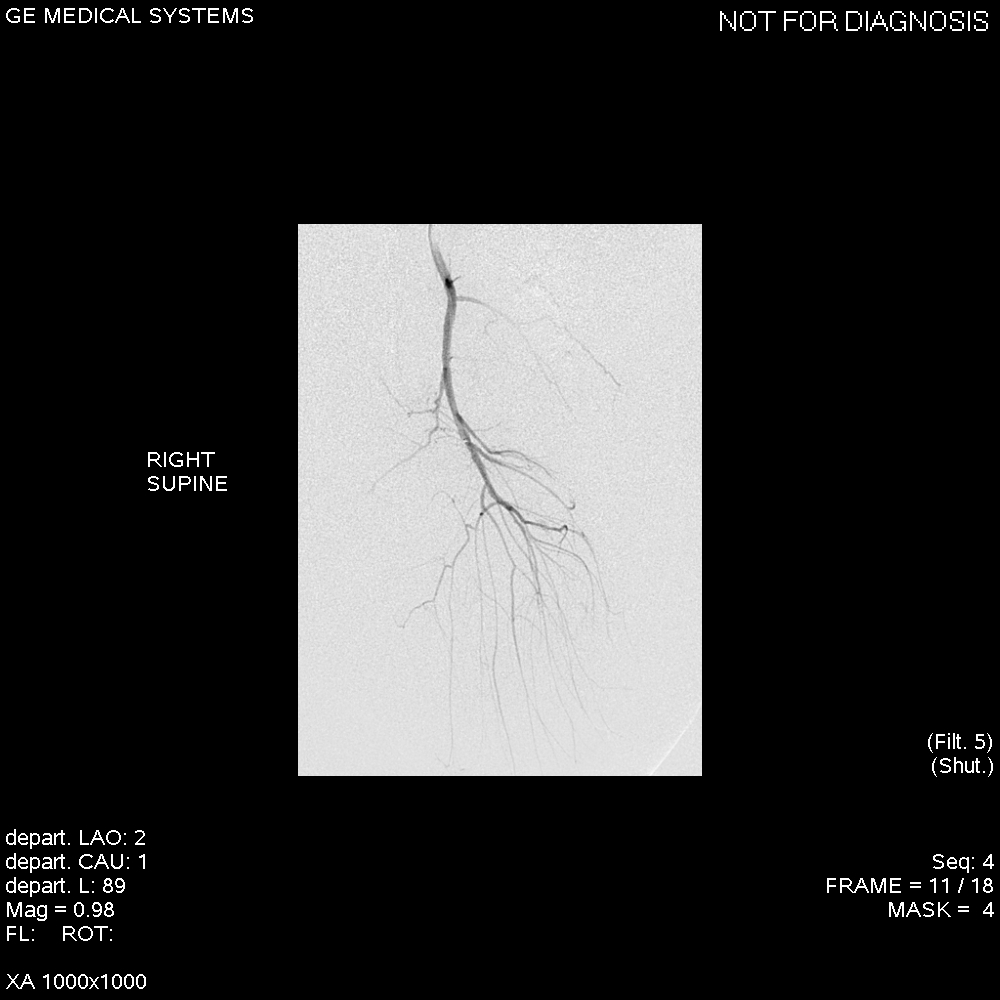 GE MEDICAL SYSTEMS
NOT FOR DIAGNOSIS
RIGHT
SUPINE
(Filt. 5)
(Shut.)
depart. LAO: 2
depart. CAU: 1
depart. L: 89
Mag = 0.98
FL: ROT:
XA 1000x1000
Seq: 4
FRAME = 11 / 18
MASK = 4